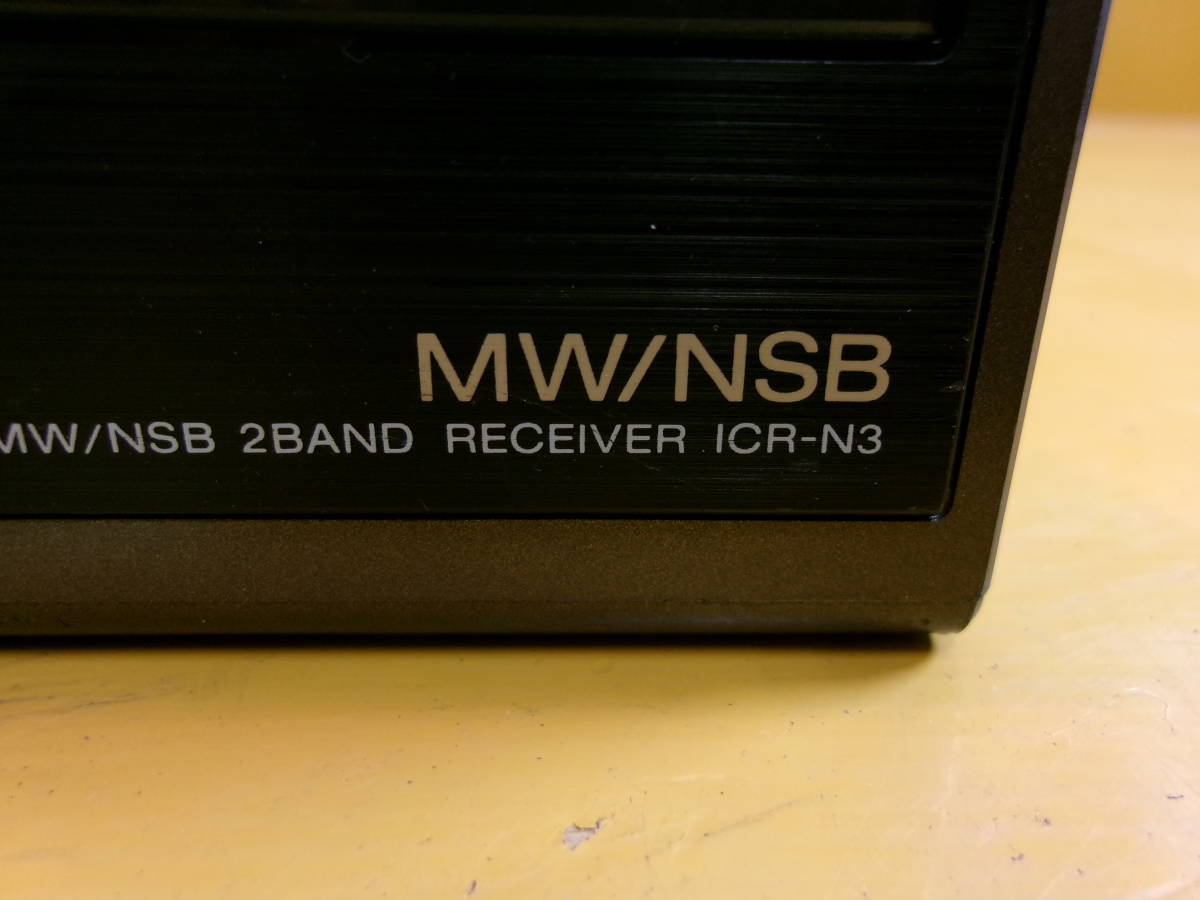 MW/NSB
MW/NSB 2BAND RECEIVER ICR-N3